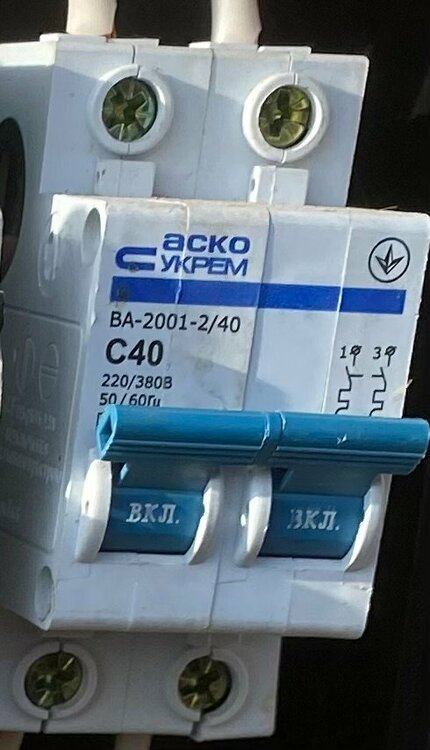 аско
УКРЕМ
ВА-2001-2/40
C40
220/380В
50/60Гц
1 3
ВКЛ. ВКЛ.